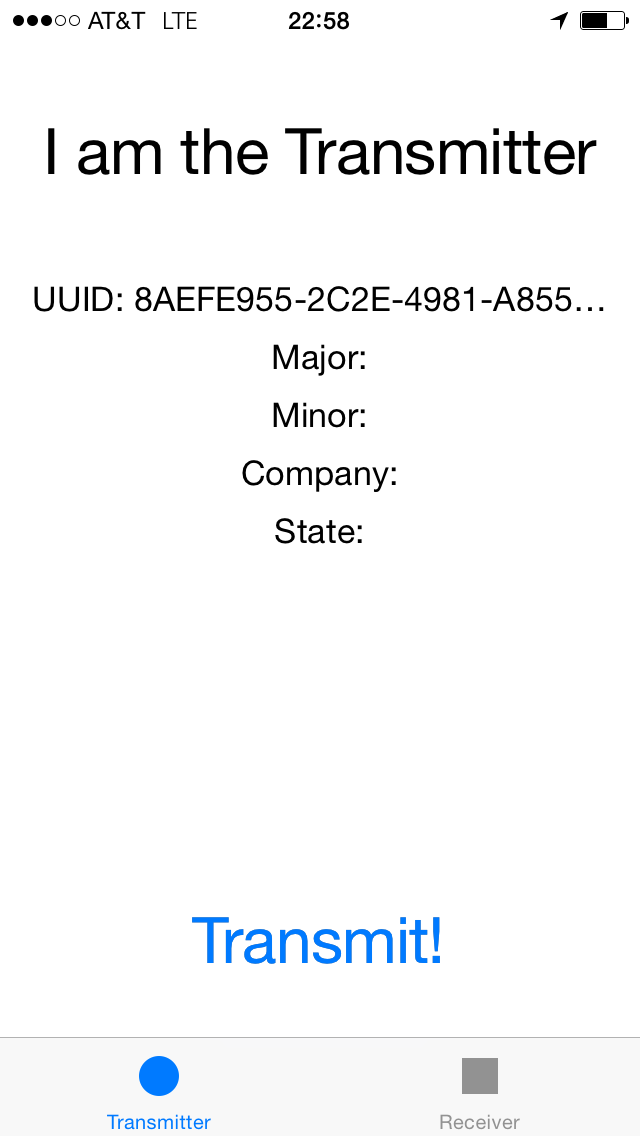 AT&T LTE 22:58
I am the Transmitter
UUID: 8AEFE955-2C2E-4981-A855...
Major:
Minor:
Company:
State:
Transmit!
Transmitter Receiver